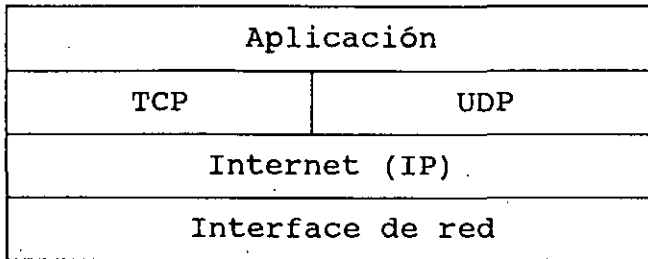 Aplicación
TCP UDP
Internet (IP)
Interface de red